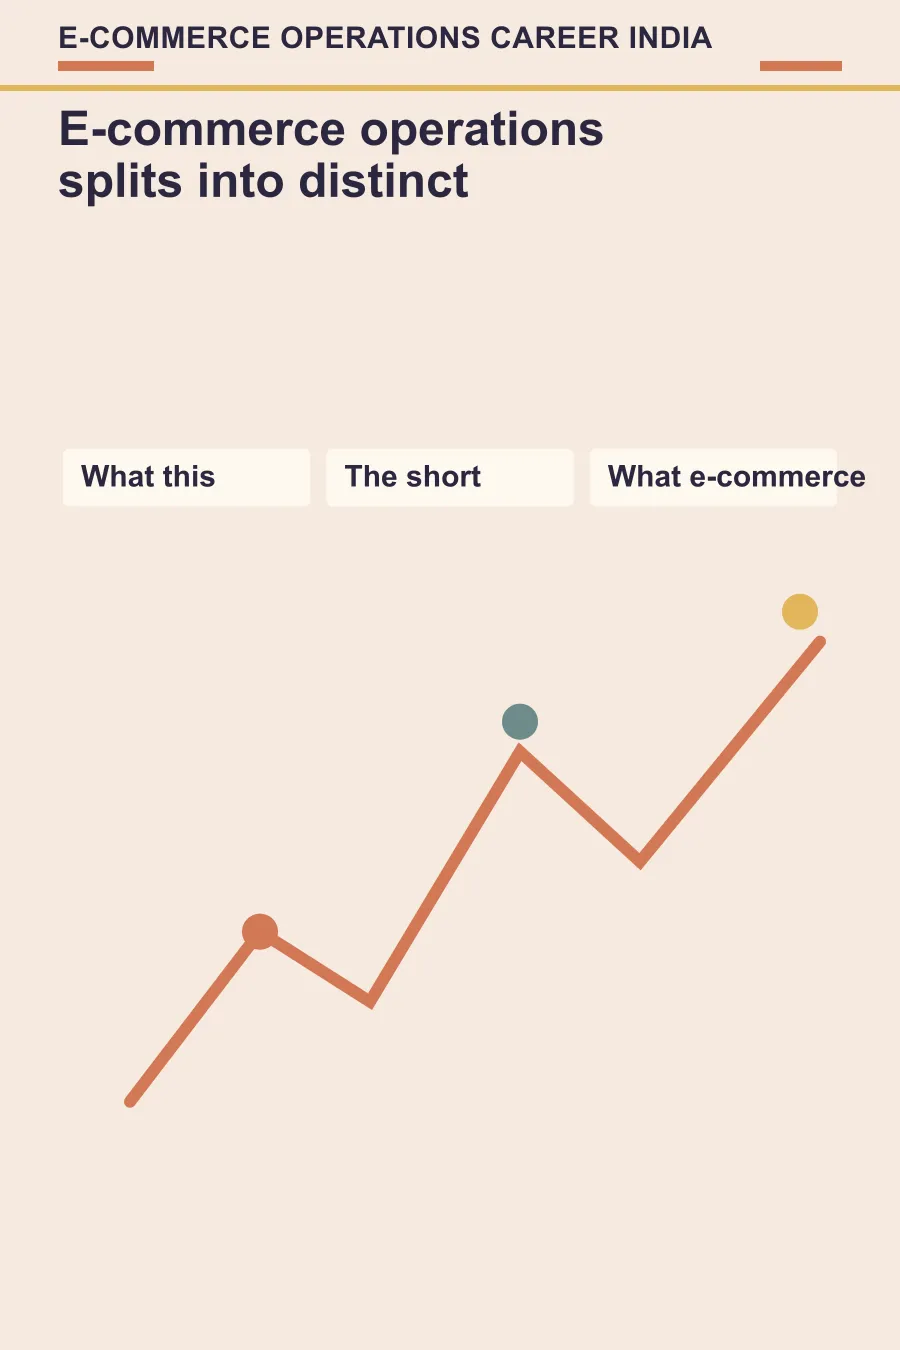 E-COMMERCE OPERATIONS CAREER INDIA
E-commerce operations
splits into distinct
What this
The short
What e-commerce